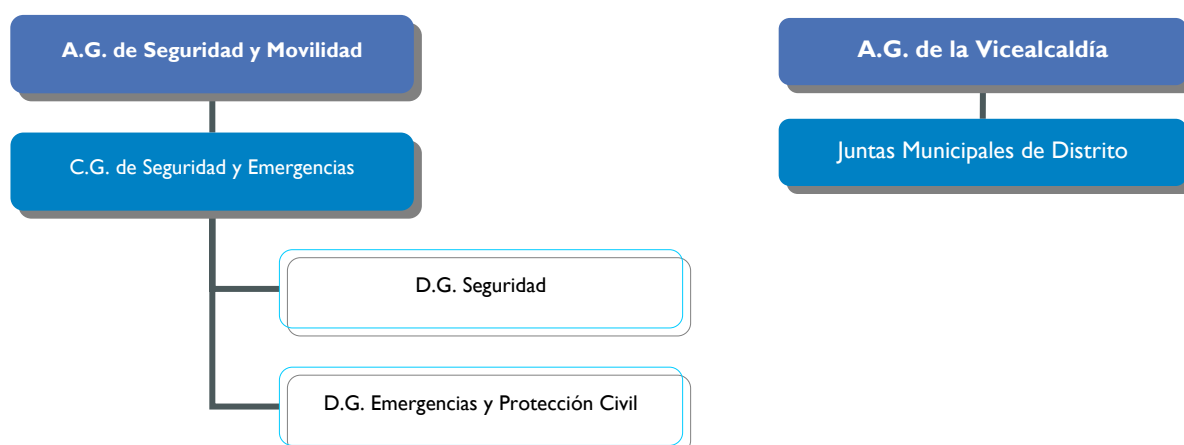 A.G. de Seguridad y Movilidad
C.G. de Seguridad y Emergencias
D.G. Seguridad
D.G. Emergencias y Protección Civil
A.G. de la Vicealcaldía
Juntas Municipales de Distrito